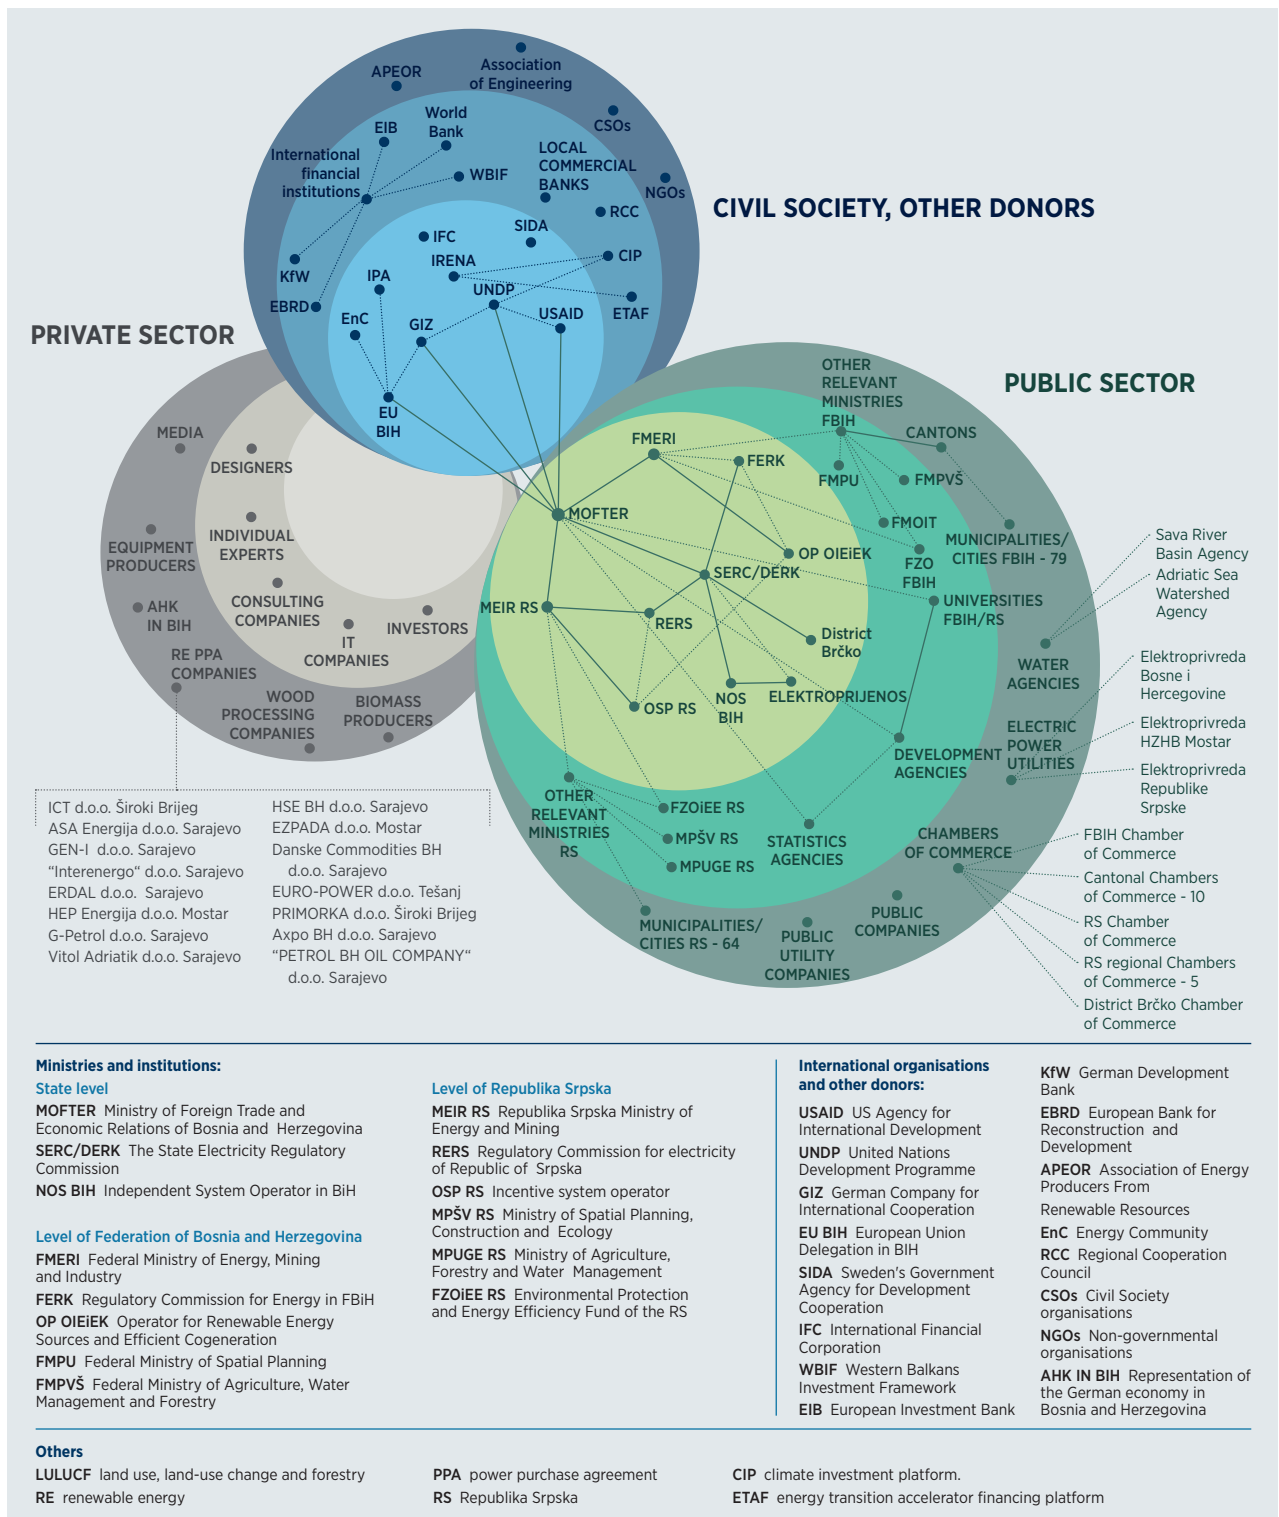 APEOR
Association
of Engineering
CSOs
NGOs
EIB
World
Bank
International
financial
institutions
WBIF
LOCAL
COMMERCIAL
BANKS
RCC
KfW
EBRD
IFC
SIDA
IRENA
CIP
IPA
UNDP
ETAF
EnC
GIZ
USAID
EU
BIH
CIVIL SOCIETY, OTHER DONORS
PRIVATE SECTOR
MEDIA
DESIGNERS
INDIVIDUAL
EXPERTS
EQUIPMENT
PRODUCERS
CONSULTING
COMPANIES
AHK
IN BIH
IT
COMPANIES
INVESTORS
RE PPA
COMPANIES
WOOD
PROCESSING
COMPANIES
BIOMASS
PRODUCERS
ICT d.o.o. Široki Brijeg
ASA Energija d.o.o. Sarajevo
GEN-I d.o.o. Sarajevo
“Interenergo“ d.o.o. Sarajevo
ERDAL d.o.o. Sarajevo
HEP Energija d.o.o. Mostar
G-Petrol d.o.o. Sarajevo
Vitol Adriatik d.o.o. Sarajevo
HSE BH d.o.o. Sarajevo
EZPADA d.o.o. Mostar
Danske Commodities BH
d.o.o. Sarajevo
EURO-POWER d.o.o. Tešanj
PRIMORKA d.o.o. Široki Brijeg
Axpo BH d.o.o. Sarajevo
“PETROL BH OIL COMPANY“
d.o.o. Sarajevo
PUBLIC SECTOR
OTHER
RELEVANT
MINISTRIES
FBIH
CANTONS
FMERI
FERK
FMPU
FMPVŠ
MOFTER
FMOIT
MUNICIPALITIES/
CITIES FBIH - 79
OP OIEiEK
FZO
FBIH
SERC/DERK
MEIR RS
RERS
UNIVERSITIES
FBIH/RS
District
Brčko
WATER
AGENCIES
OSP RS
NOS
BIH
ELEKTROPRIJENOS
DEVELOPMENT
AGENCIES
ELECTRIC
POWER
UTILITIES
OTHER
RELEVANT
MINISTRIES
RS
FZOiEE RS
MPŠV RS
MPUGE RS
STATISTICS
AGENCIES
CHAMBERS
OF COMMERCE
MUNICIPALITIES/
CITIES RS - 64
PUBLIC
UTILITY
COMPANIES
PUBLIC
COMPANIES
Sava River
Basin Agency
Adriatic Sea
Watershed
Agency
Elektroprivreda
Bosne i
Hercegovine
Elektroprivreda
HZHB Mostar
Elektroprivreda
Republike
Srpske
FBIH Chamber
of Commerce
Cantonal Chambers
of Commerce - 10
RS Chamber
of Commerce
RS regional Chambers
of Commerce - 5
District Brčko Chamber
of Commerce
Ministries and institutions:
State level
MOFTER Ministry of Foreign Trade and
Economic Relations of Bosnia and Herzegovina
SERC/DERK The State Electricity Regulatory
Commission
NOS BIH Independent System Operator in BiH
Level of Federation of Bosnia and Herzegovina
FMERI Federal Ministry of Energy, Mining
and Industry
FERK Regulatory Commission for Energy in FBiH
OP OIEiEK Operator for Renewable Energy
Sources and Efficient Cogeneration
FMPU Federal Ministry of Spatial Planning
FMPVŠ Federal Ministry of Agriculture, Water
Management and Forestry
Level of Republika Srpska
MEIR RS Republika Srpska Ministry of
Energy and Mining
RERS Regulatory Commission for electricity
of Republic of Srpska
OSP RS Incentive system operator
MPŠV RS Ministry of Spatial Planning,
Construction and Ecology
MPUGE RS Ministry of Agriculture,
Forestry and Water Management
FZOiEE RS Environmental Protection
and Energy Efficiency Fund of the RS
International organisations
and other donors:
USAID US Agency for
International Development
UNDP United Nations
Development Programme
GIZ German Company for
International Cooperation
EU BIH European Union
Delegation in BIH
SIDA Sweden's Government
Agency for Development
Cooperation
IFC International Financial
Corporation
WBIF Western Balkans
Investment Framework
EIB European Investment Bank
KfW German Development
Bank
EBRD European Bank for
Reconstruction and
Development
APEOR Association of Energy
Producers From
Renewable Resources
EnC Energy Community
RCC Regional Cooperation
Council
CSOs Civil Society
organisations
NGOs Non-governmental
organisations
AHK IN BIH Representation of
the German economy in
Bosnia and Herzegovina
Others
LULUCF land use, land-use change and forestry
RE renewable energy
PPA power purchase agreement
RS Republika Srpska
CIP climate investment platform.
ETAF energy transition accelerator financing platform